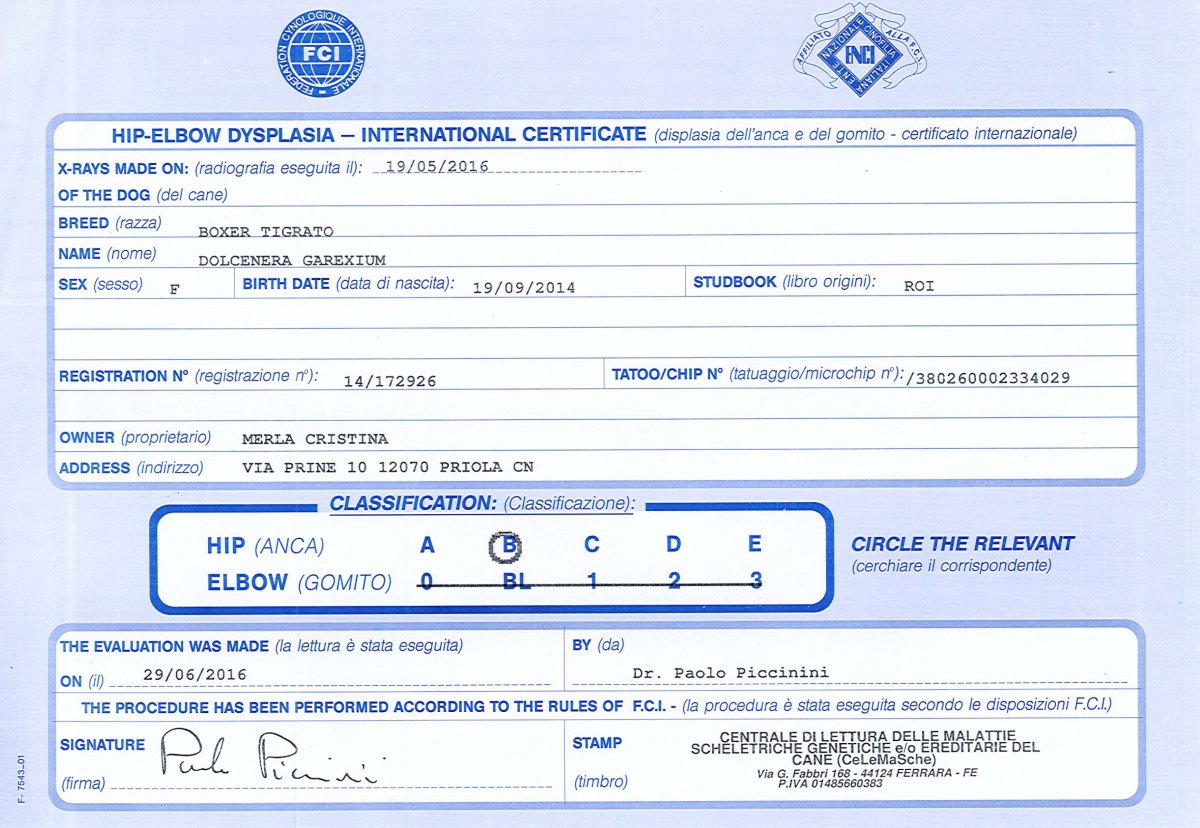 FEDERATION CYNOLOGIQUE INTERNATIONALE
FCI
AFFILIATO ALLA F.C.I.
ENTE NAZIONALE CINOFILIA ITALIANA
ENCI
HIP-ELBOW DYSPLASIA – INTERNATIONAL CERTIFICATE (displasia dell'anca e del gomito - certificato internazionale)
X-RAYS MADE ON: (radiografia eseguita il): 19/05/2016
OF THE DOG (del cane)
BREED (razza) BOXER TIGRATO
NAME (nome) DOLCENERA GAREXIUM
SEX (sesso) F BIRTH DATE (data di nascita): 19/09/2014 STUDBOOK (libro origini): ROI
REGISTRATION N° (registrazione n°): 14/172926 TATOO/CHIP N° (tatuaggio/microchip n°): /380260002334029
OWNER (proprietario) MERLA CRISTINA
ADDRESS (indirizzo) VIA PRINE 10 12070 PRIOLA CN
CLASSIFICATION: (Classificazione):
HIP (ANCA) A B C D E
ELBOW (GOMITO) 0 BL 1 2 3
CIRCLE THE RELEVANT
(cerchiare il corrispondente)
THE EVALUATION WAS MADE (la lettura è stata eseguita)
ON (il) 29/06/2016
BY (da)
Dr. Paolo Piccinini
THE PROCEDURE HAS BEEN PERFORMED ACCORDING TO THE RULES OF F.C.I. - (la procedura è stata eseguita secondo le disposizioni F.C.I.)
SIGNATURE
(firma)
Paolo Piccinini
STAMP
(timbro)
CENTRALE DI LETTURA DELLE MALATTIE
SCHELETRICHE GENETICHE e/o EREDITARIE DEL
CANE (CeLeMaSche)
Via G. Fabbri 168 - 44124 FERRARA - FE
P.IVA 01485660383
F- 7543_01